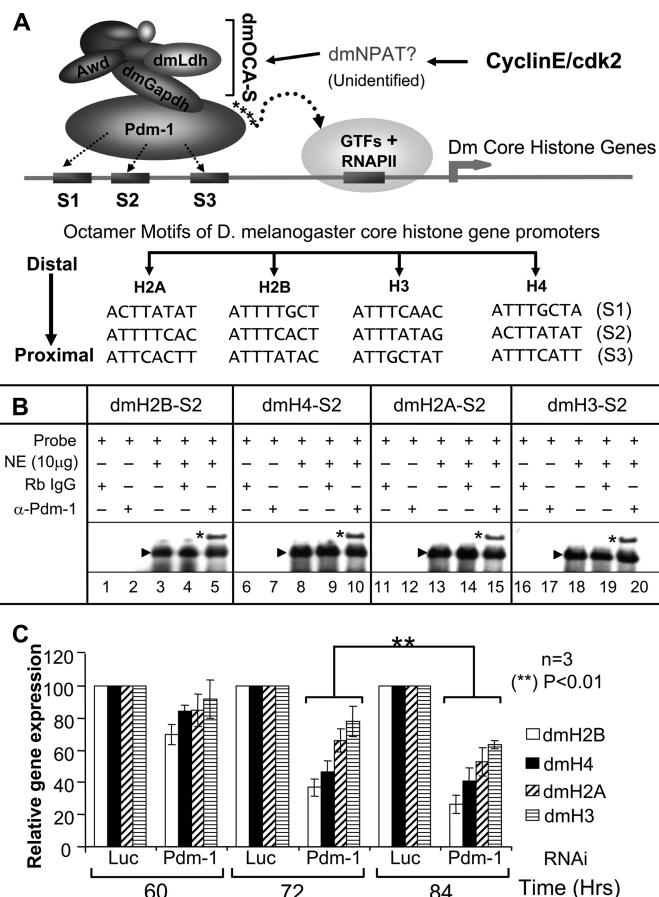 A
Awd
dmLdh
dmGapdh
dmOCA-S
dmNPAT?
(Unidentified)
CyclinE/cdk2
****
Pdm-1
GTFs +
RNAPII
Dm Core Histone Genes
S1 S2 S3
Octamer Motifs of D. melanogaster core histone gene promoters
Distal
H2A H2B H3 H4
ACTTATAT ATTTTGCT ATTTCAAC ATTTGCTA (S1)
ATTTTCAC ATTTCACT ATTTATAG ACTTATAT (S2)
Proximal ATTCACTT ATTTATAC ATTGCTAT ATTTCATT (S3)
B dmH2B-S2 dmH4-S2 dmH2A-S2 dmH3-S2
Probe + + + + + + + + + + + + + + + + + + + +
NE (10µg) – – + + + – – + + + – – + + + – – + + +
Rb IgG + – – + – + – – + – + – – + – + – – + –
α-Pdm-1 – + – – + – + – – + – + – – + – + – – +
* * * *
1 2 3 4 5 6 7 8 9 10 11 12 13 14 15 16 17 18 19 20
C
Relative gene expression
120
100
80
60
40
20
0
**
n=3
(**) P<0.01
dmH2B
dmH4
dmH2A
dmH3
Luc Pdm-1 Luc Pdm-1 Luc Pdm-1 RNAi
60 72 84 Time (Hrs)